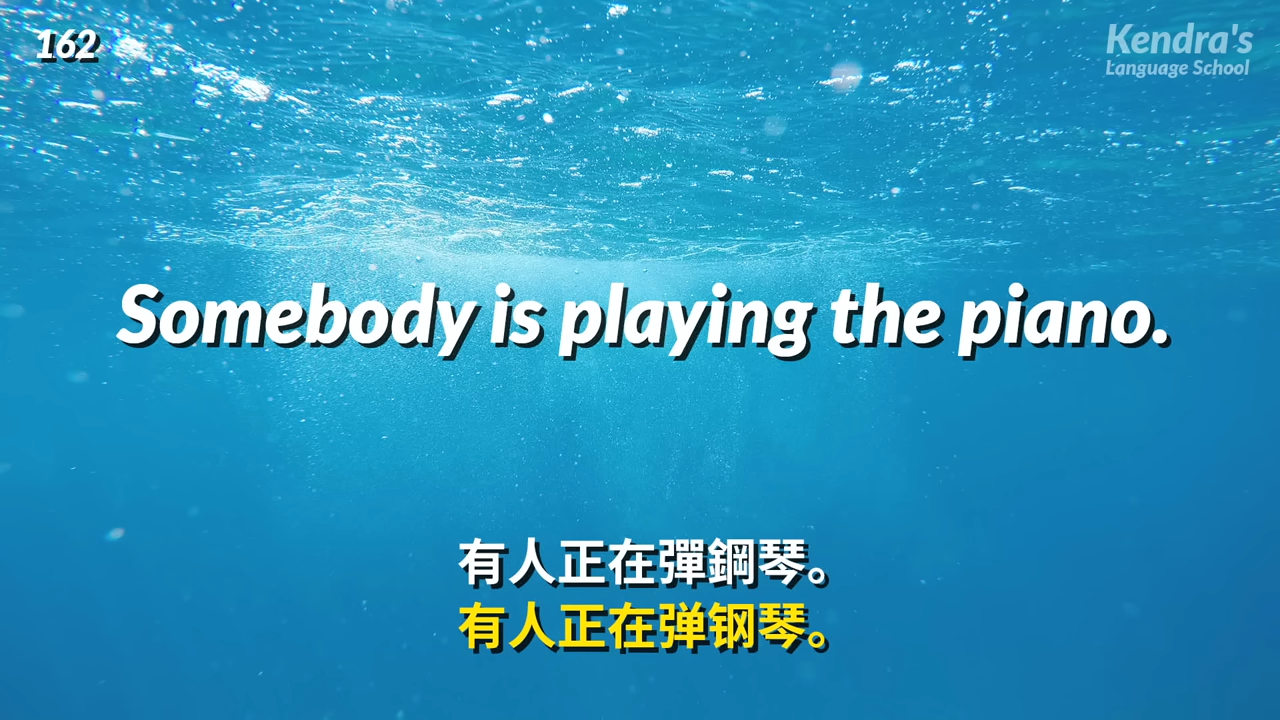 162
Kendra's
Language School
Somebody is playing the piano.
有人正在彈鋼琴。
有人正在弹钢琴。